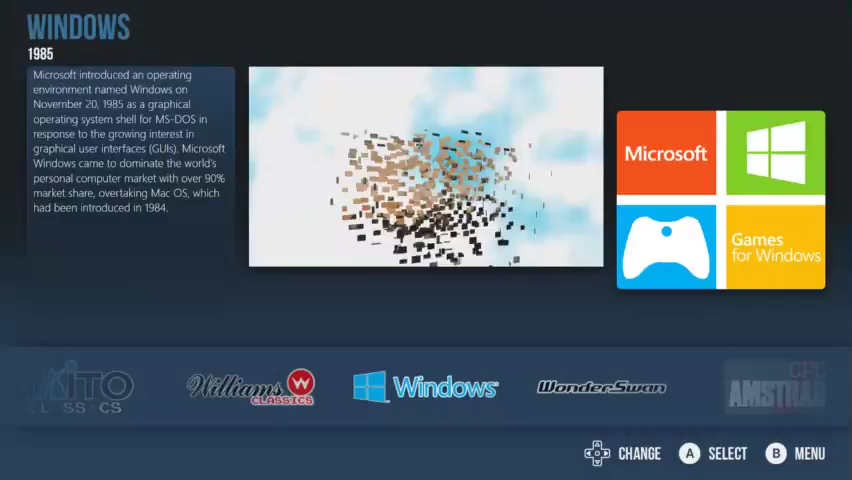 WINDOWS
1985
Microsoft introduced an operating
environment named Windows on
November 20, 1985 as a graphical
operating system shell for MS-DOS in
response to the growing interest in
graphical user interfaces (GUIs). Microsoft
Windows came to dominate the world's
personal computer market with over 90%
market share, overtaking Mac OS, which
had been introduced in 1984.
Microsoft
Games
for Windows
CLASSICS
Williams
CLASSICS
Windows
WonderSwan
CPC
AMSTRAD
CHANGE
A SELECT
B MENU